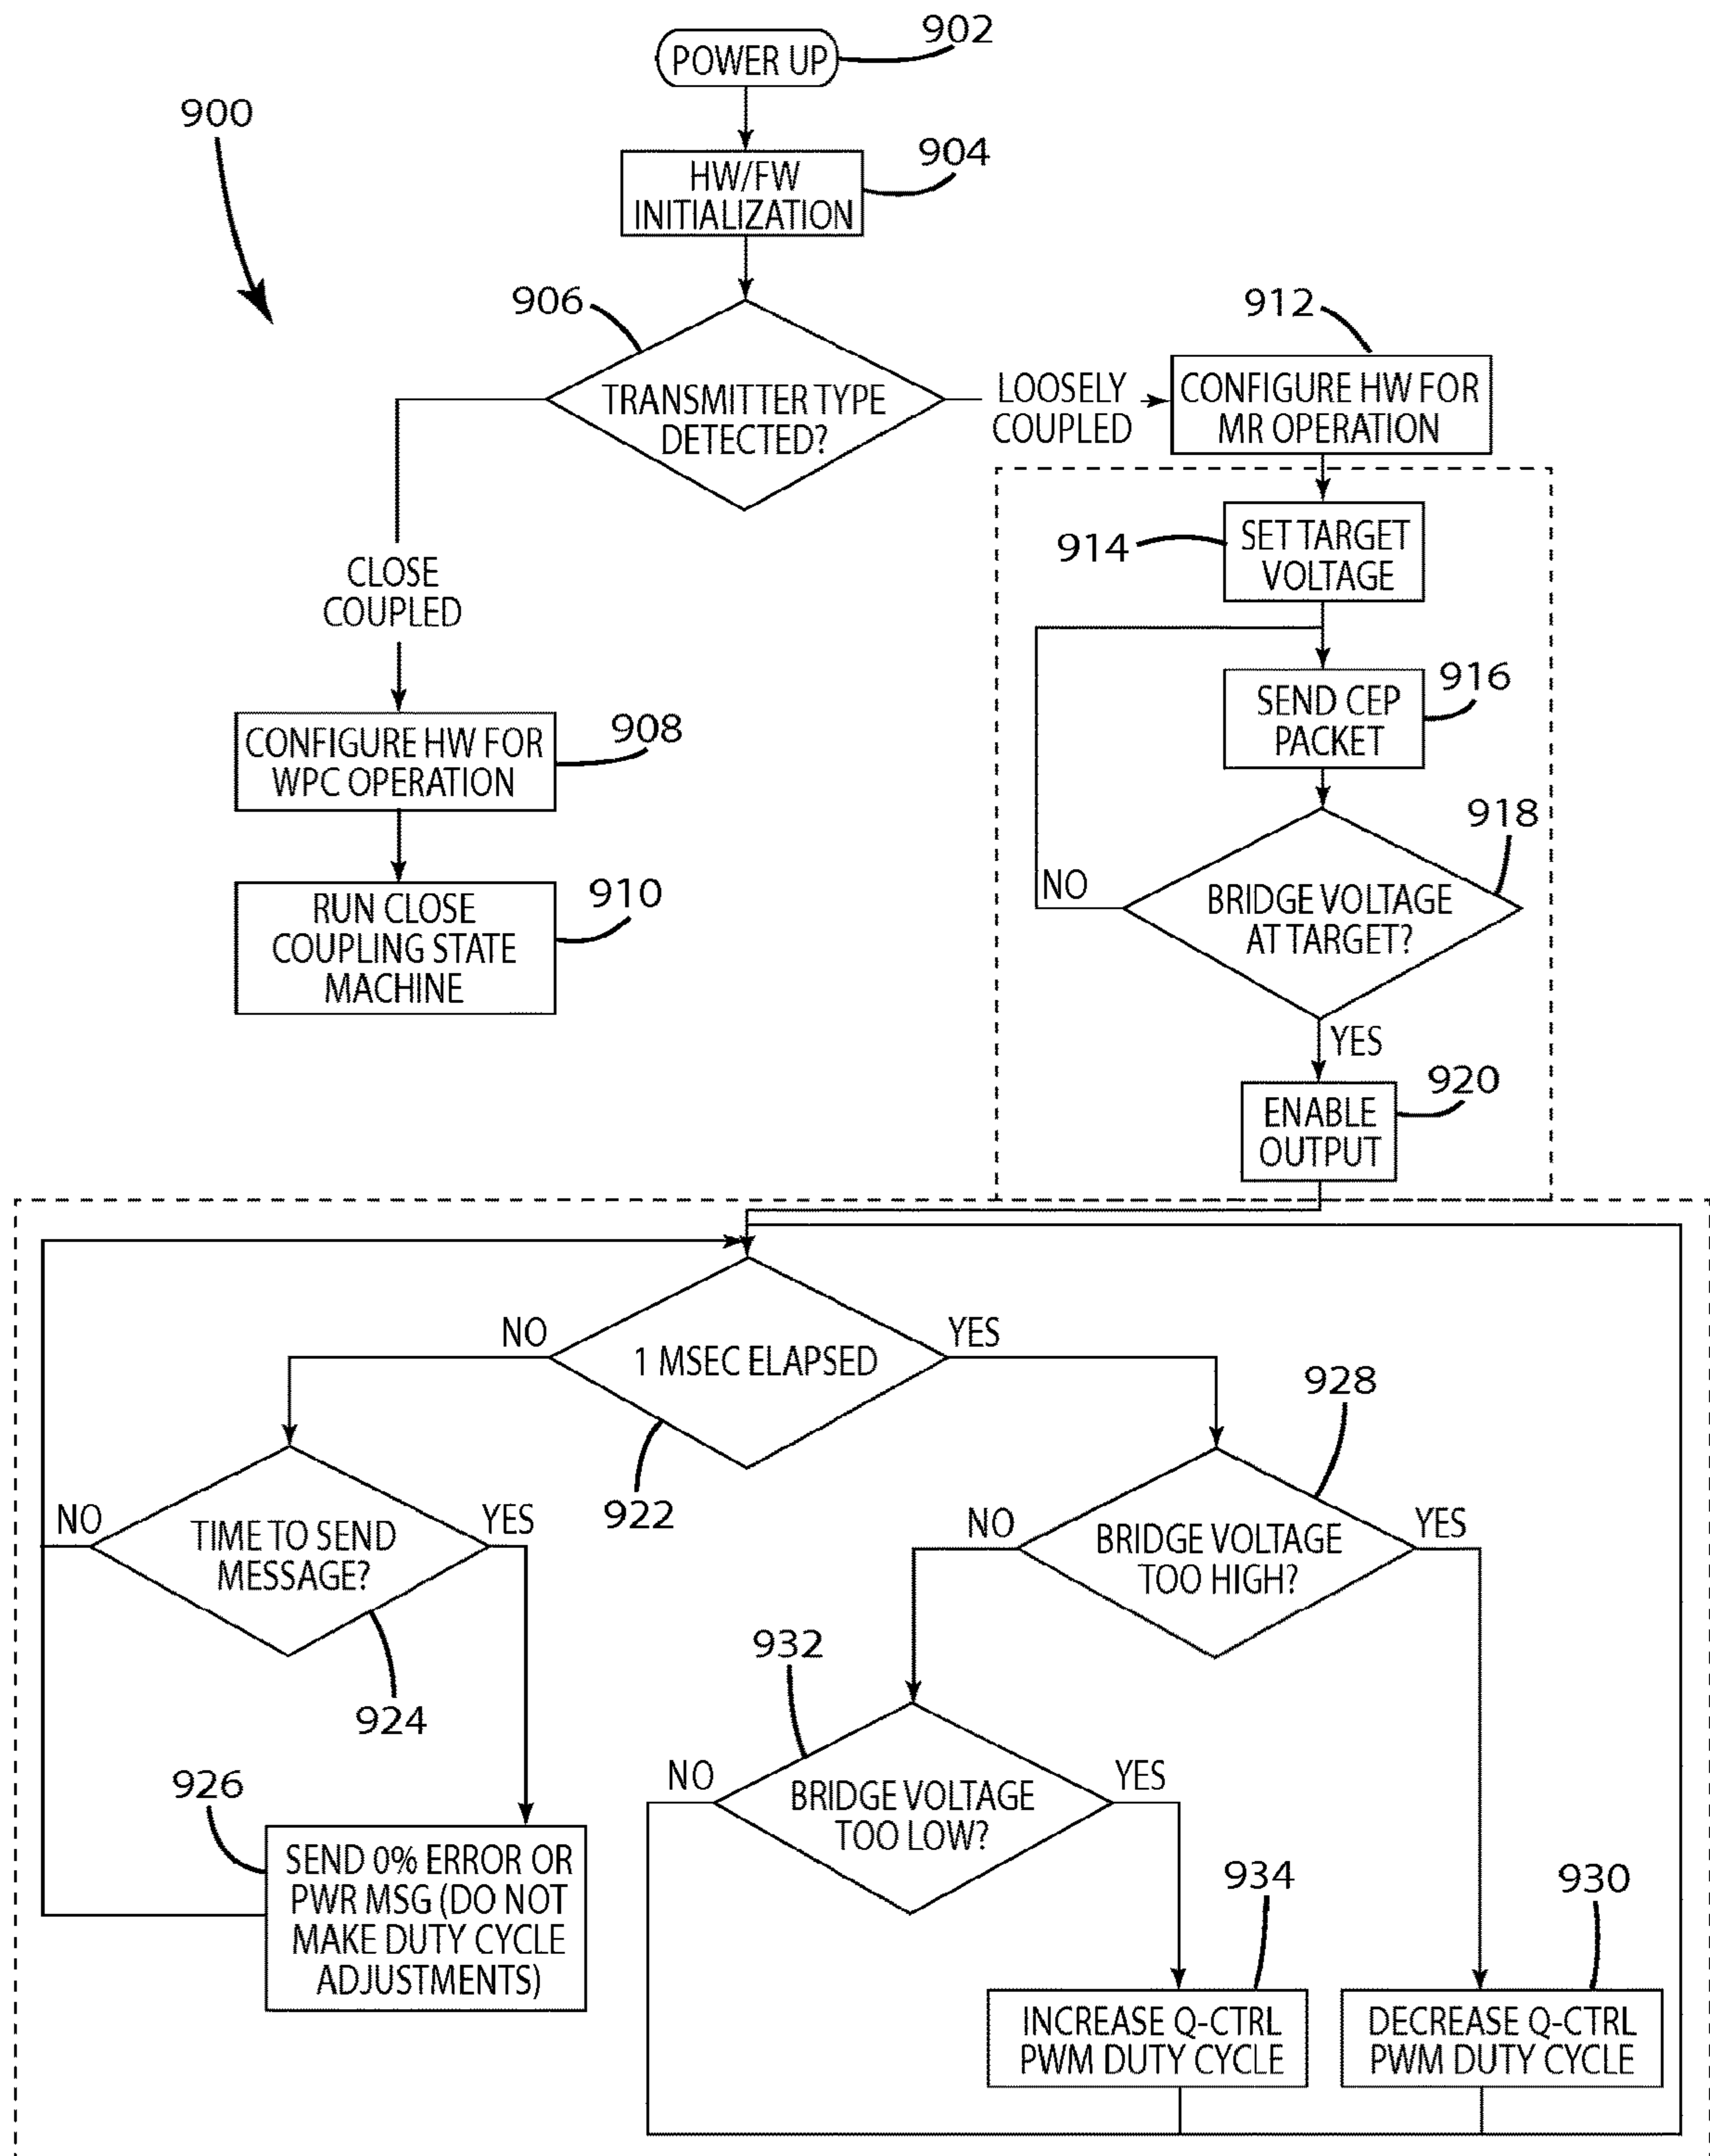 902
POWER UP
900
904
HW/FW
INITIALIZATION
906
912
TRANSMITTER TYPE
DETECTED?
LOOSELY
COUPLED
CONFIGURE HW FOR
MR OPERATION
914
SET TARGET
VOLTAGE
CLOSE
COUPLED
916
SEND CEP
PACKET
908
CONFIGURE HW FOR
WPC OPERATION
918
NO
BRIDGE VOLTAGE
AT TARGET?
910
RUN CLOSE
COUPLING STATE
MACHINE
YES
920
ENABLE
OUTPUT
NO
1 MSEC ELAPSED
YES
922
928
NO
TIME TO SEND
MESSAGE?
YES
924
NO
BRIDGE VOLTAGE
TOO HIGH?
YES
932
NO
BRIDGE VOLTAGE
TOO LOW?
YES
926
SEND 0% ERROR OR
PWR MSG (DO NOT
MAKE DUTY CYCLE
ADJUSTMENTS)
934
INCREASE Q-CTRL
PWM DUTY CYCLE
930
DECREASE Q-CTRL
PWM DUTY CYCLE